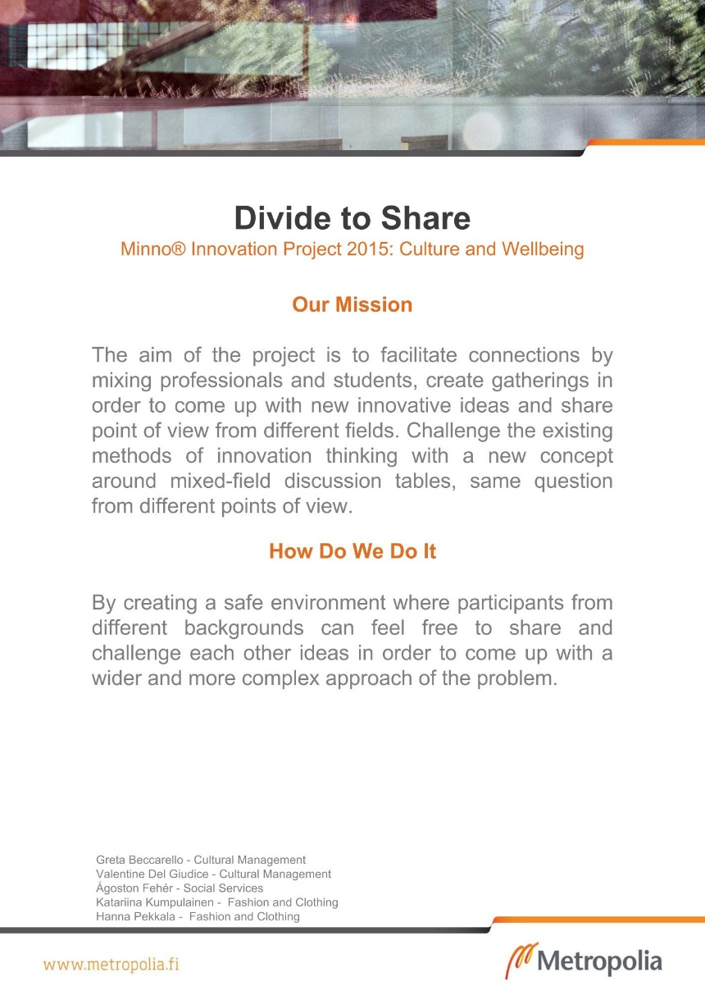 Divide to Share
Minno® Innovation Project 2015: Culture and Wellbeing
Our Mission
The aim of the project is to facilitate connections by
mixing professionals and students, create gatherings in
order to come up with new innovative ideas and share
point of view from different fields. Challenge the existing
methods of innovation thinking with a new concept
around mixed-field discussion tables, same question
from different points of view.
How Do We Do It
By creating a safe environment where participants from
different backgrounds can feel free to share and
challenge each other ideas in order to come up with a
wider and more complex approach of the problem.
Greta Beccarello - Cultural Management
Valentine Del Giudice - Cultural Management
Ágoston Fehér - Social Services
Katariina Kumpulainen -  Fashion and Clothing
Hanna Pekkala -  Fashion and Clothing
www.metropolia.fi
Metropolia